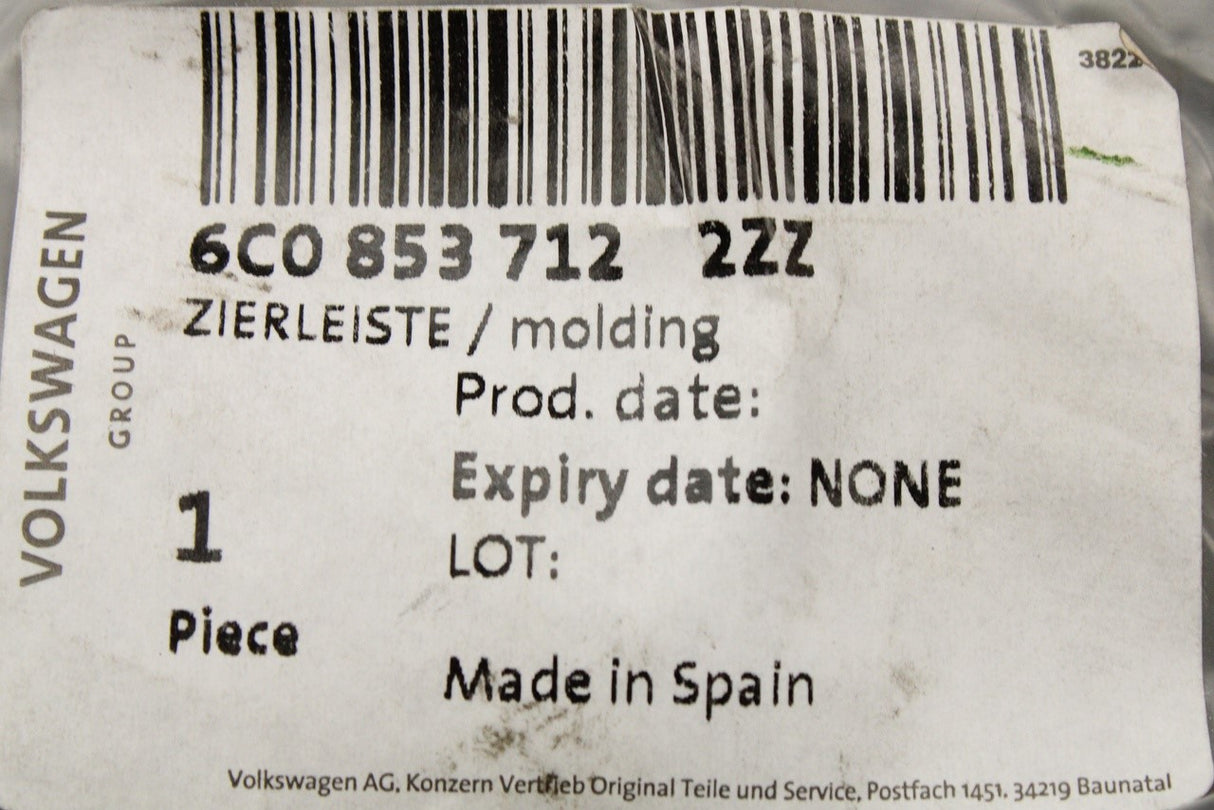 3822
6C0 853 712 2ZZ
ZIERLEISTE / molding
Prod. date:
Expiry date: NONE
LOT:
1
Piece
Made in Spain
VOLKSWAGEN
GROUP
Volkswagen AG, Konzern Vertrieb Original Teile und Service, Postfach 1451. 34219 Baunatal